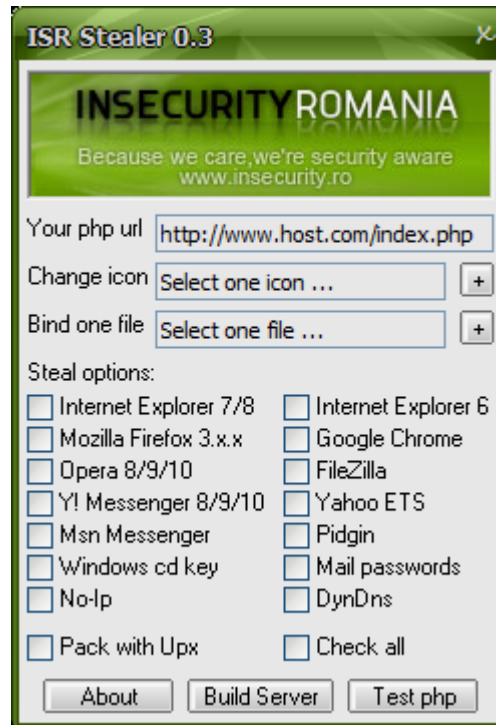 ISR Stealer 0.3
INSECURITYROMANIA
Because we care,we're security aware
www.insecurity.ro
Your php url http://www.host.com/index.php
Change icon Select one icon ... +
Bind one file Select one file ... +
Steal options:
Internet Explorer 7/8 Internet Explorer 6
Mozilla Firefox 3.x.x Google Chrome
Opera 8/9/10 FileZilla
Y! Messenger 8/9/10 Yahoo ETS
Msn Messenger Pidgin
Windows cd key Mail passwords
No-Ip DynDns
Pack with Upx Check all
About Build Server Test php